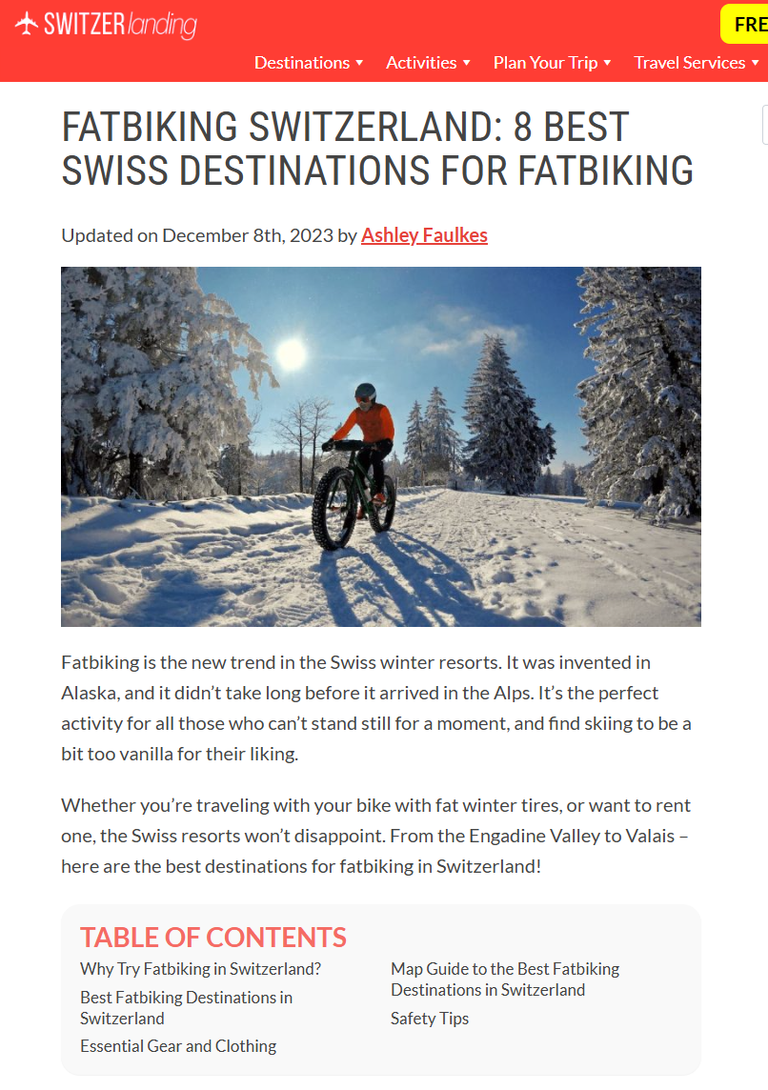 SWITZERlanding
FRE
Destinations
Activities
Plan Your Trip
Travel Services
FATBIKING SWITZERLAND: 8 BEST
SWISS DESTINATIONS FOR FATBIKING
Updated on December 8th, 2023 by Ashley Faulkes
Fatbiking is the new trend in the Swiss winter resorts. It was invented in
Alaska, and it didn’t take long before it arrived in the Alps. It’s the perfect
activity for all those who can’t stand still for a moment, and find skiing to be a
bit too vanilla for their liking.
Whether you’re traveling with your bike with fat winter tires, or want to rent
one, the Swiss resorts won’t disappoint. From the Engadine Valley to Valais –
here are the best destinations for fatbiking in Switzerland!
TABLE OF CONTENTS
Why Try Fatbiking in Switzerland?
Best Fatbiking Destinations in
Switzerland
Essential Gear and Clothing
Map Guide to the Best Fatbiking
Destinations in Switzerland
Safety Tips